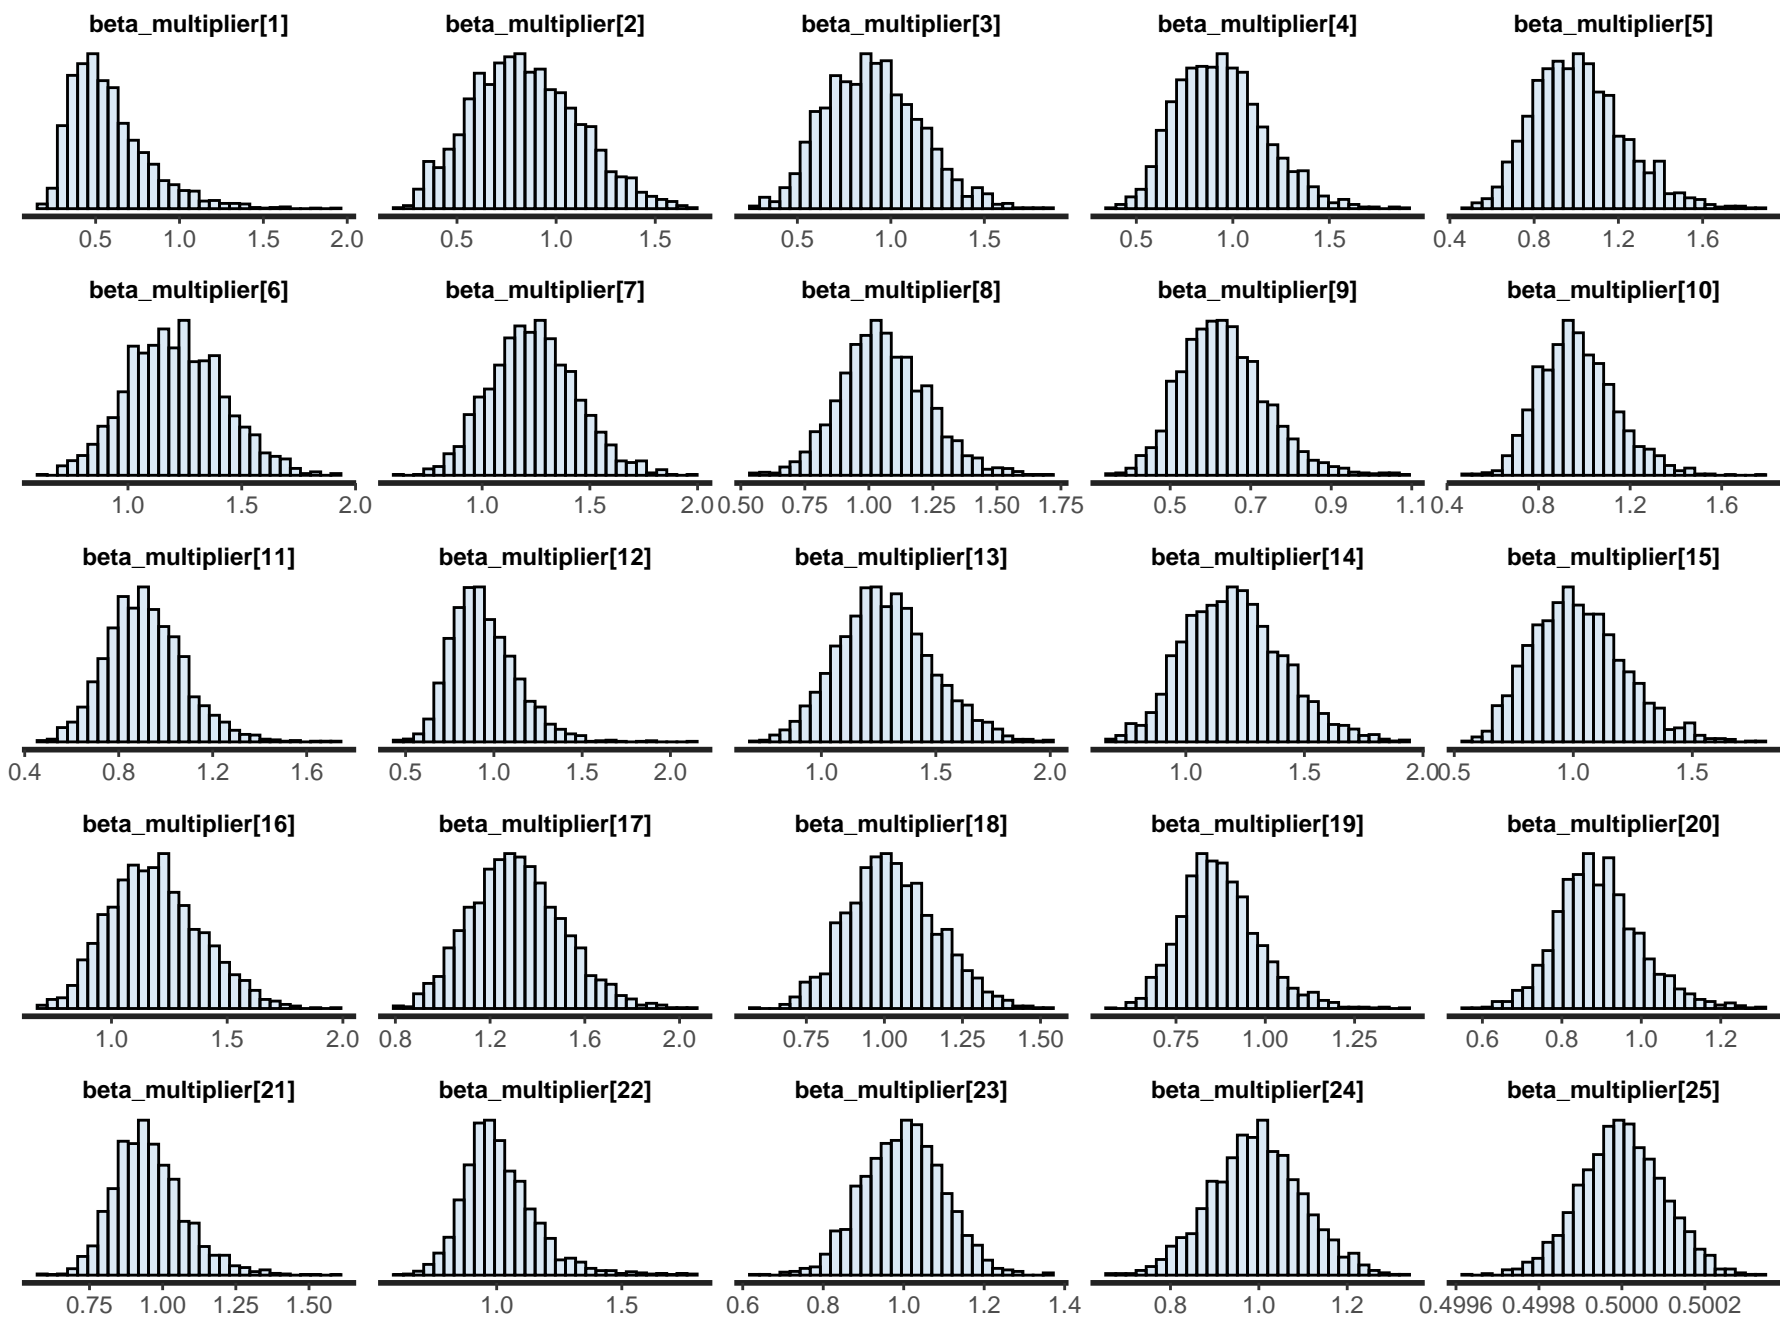 beta_multiplier[1] beta_multiplier[2] beta_multiplier[3] beta_multiplier[4] beta_multiplier[5]
0.5 1.0 1.5 2.0 0.5 1.0 1.5 0.5 1.0 1.5 0.5 1.0 1.5 0.4 0.8 1.2 1.6
beta_multiplier[6] beta_multiplier[7] beta_multiplier[8] beta_multiplier[9] beta_multiplier[10]
1.0 1.5 2.0 1.0 1.5 2.0 0.50 0.75 1.00 1.25 1.50 1.75 0.5 0.7 0.9 1.1 0.4 0.8 1.2 1.6
beta_multiplier[11] beta_multiplier[12] beta_multiplier[13] beta_multiplier[14] beta_multiplier[15]
0.4 0.8 1.2 1.6 0.5 1.0 1.5 2.0 1.0 1.5 2.0 1.0 1.5 2.0 0.5 1.0 1.5
beta_multiplier[16] beta_multiplier[17] beta_multiplier[18] beta_multiplier[19] beta_multiplier[20]
1.0 1.5 2.0 0.8 1.2 1.6 2.0 0.75 1.00 1.25 1.50 0.75 1.00 1.25 0.6 0.8 1.0 1.2
beta_multiplier[21] beta_multiplier[22] beta_multiplier[23] beta_multiplier[24] beta_multiplier[25]
0.75 1.00 1.25 1.50 1.0 1.5 0.6 0.8 1.0 1.2 1.4 0.8 1.0 1.2 0.4996 0.4998 0.5000 0.5002